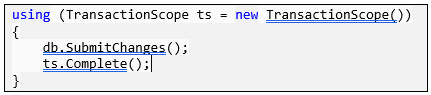 using (TransactionScope ts = new TransactionScope())
{
    db.SubmitChanges();
    ts.Complete();
}